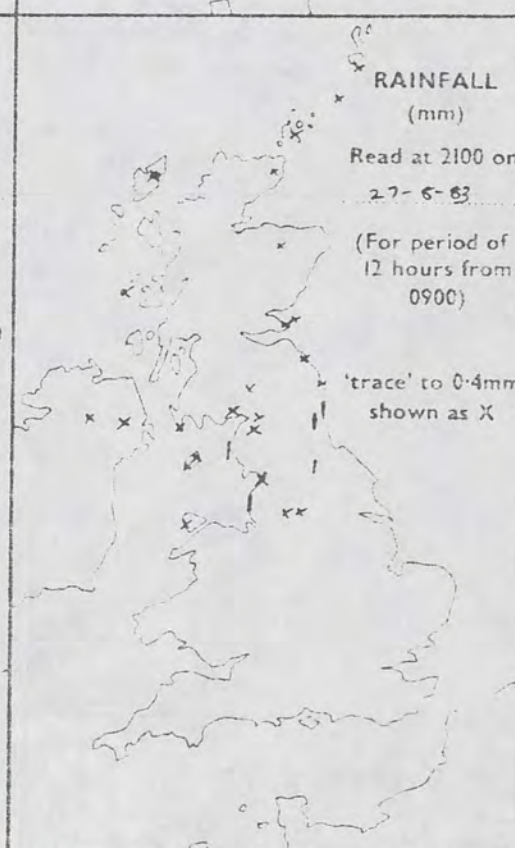 RAINFALL
(mm)
Read at 2100 on
27-6-83
(For period of
12 hours from
0900)
'trace' to 0·4mm
shown as X